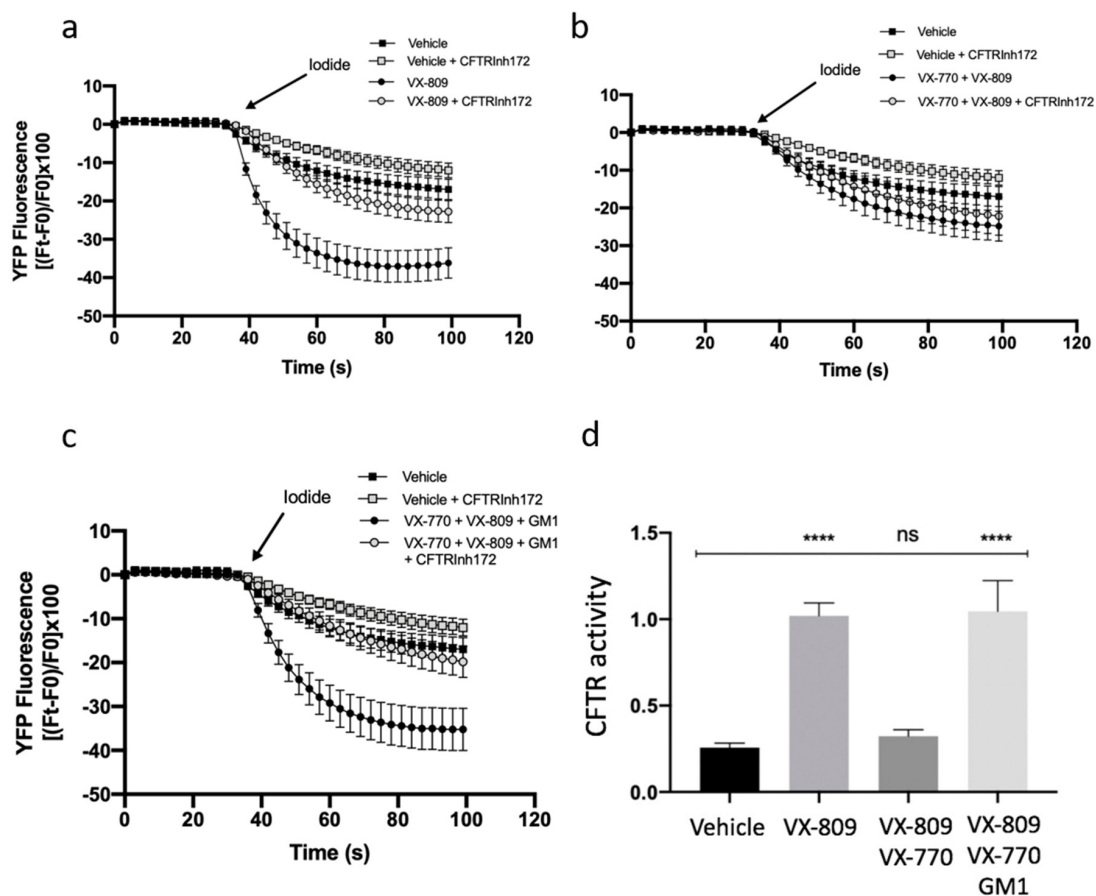 a
Vehicle
Vehicle + CFTRInh172
VX-809
VX-809 + CFTRInh172
Iodide
YFP Fluorescence
[(Ft-F0)/F0]x100
10
0
-10
-20
-30
-40
-50
0 20 40 60 80 100 120
Time (s)
b
Vehicle
Vehicle + CFTRInh172
VX-770 + VX-809
VX-770 + VX-809 + CFTRInh172
Iodide
10
0
-10
-20
-30
-40
-50
0 20 40 60 80 100 120
Time (s)
c
Vehicle
Vehicle + CFTRInh172
VX-770 + VX-809 + GM1
VX-770 + VX-809 + GM1
+ CFTRInh172
Iodide
YFP Fluorescence
[(Ft-F0)/F0]x100
10
0
-10
-20
-30
-40
-50
0 20 40 60 80 100 120
Time (s)
d
CFTR activity
1.5
1.0
0.5
0.0
**** ns ****
Vehicle VX-809 VX-809 VX-809
VX-770 VX-770
GM1